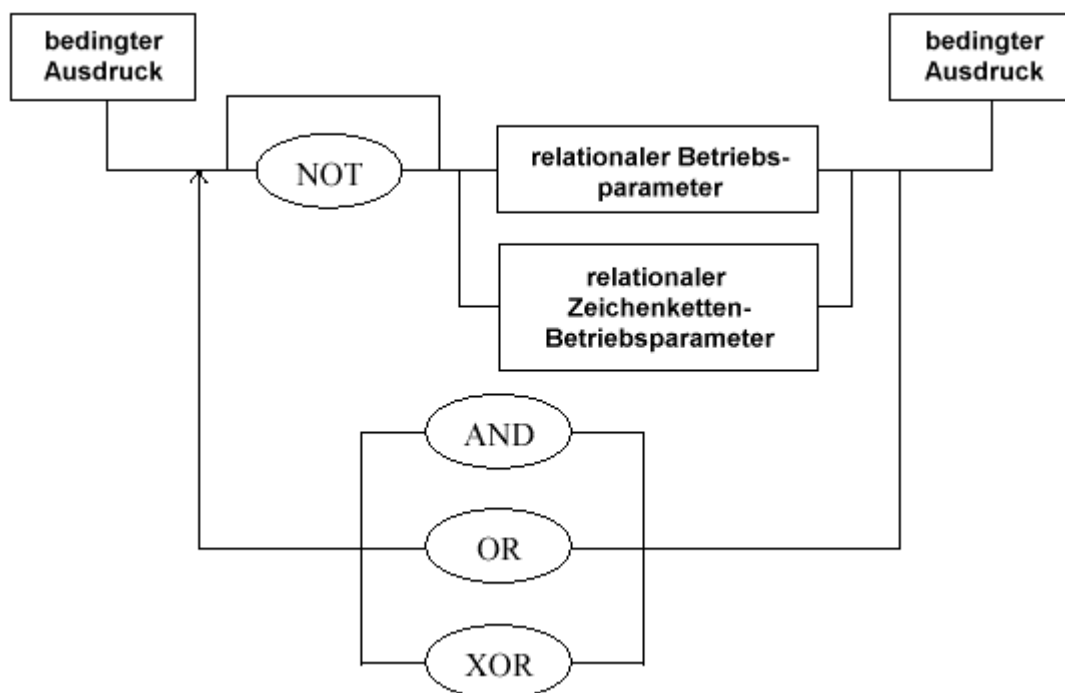 bedingter
Ausdruck
bedingter
Ausdruck
NOT
relationaler Betriebs-
parameter
relationaler
Zeichenketten-
Betriebsparameter
AND
OR
XOR